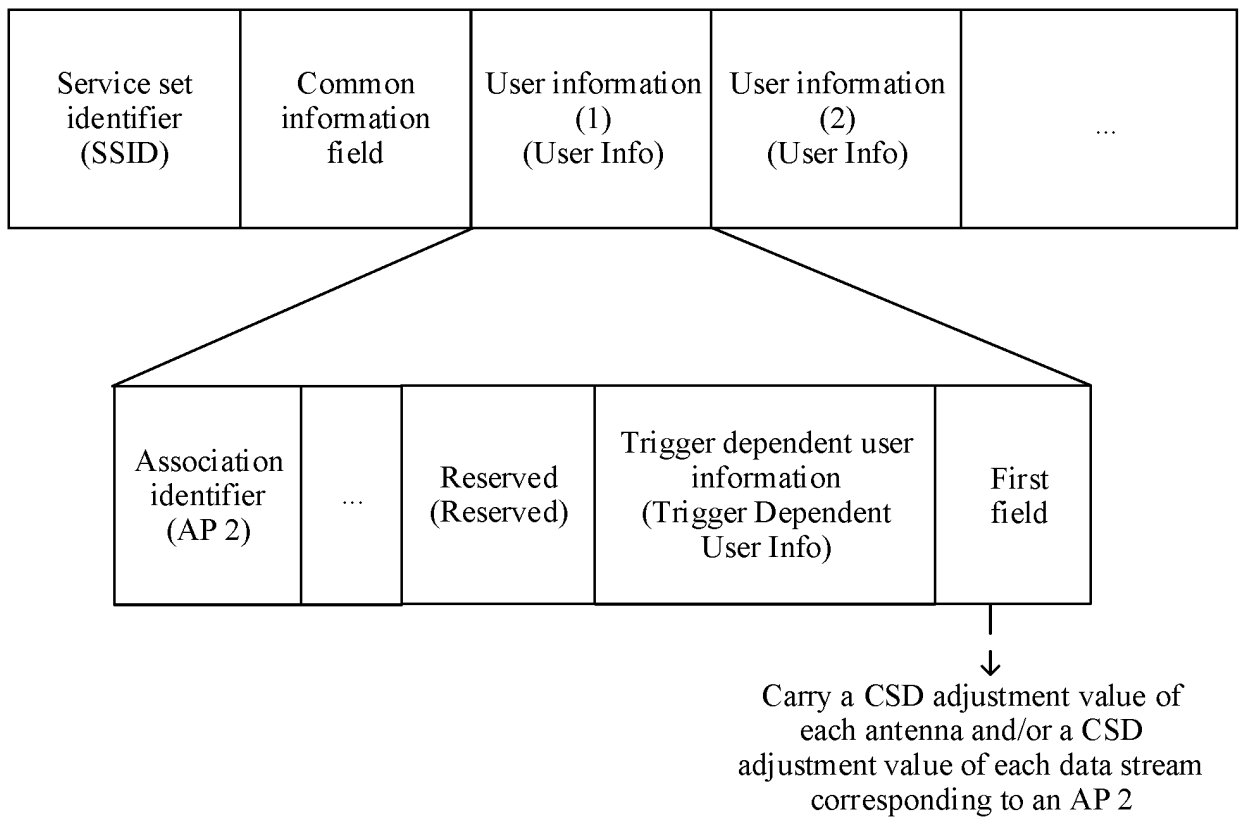 Service set
identifier
(SSID)
Common
information
field
User information
(1)
(User Info)
User information
(2)
(User Info)
...
Association
identifier
(AP 2)
...
Reserved
(Reserved)
Trigger dependent user
information
(Trigger Dependent
User Info)
First
field
Carry a CSD adjustment value of
each antenna and/or a CSD
adjustment value of each data stream
corresponding to an AP 2